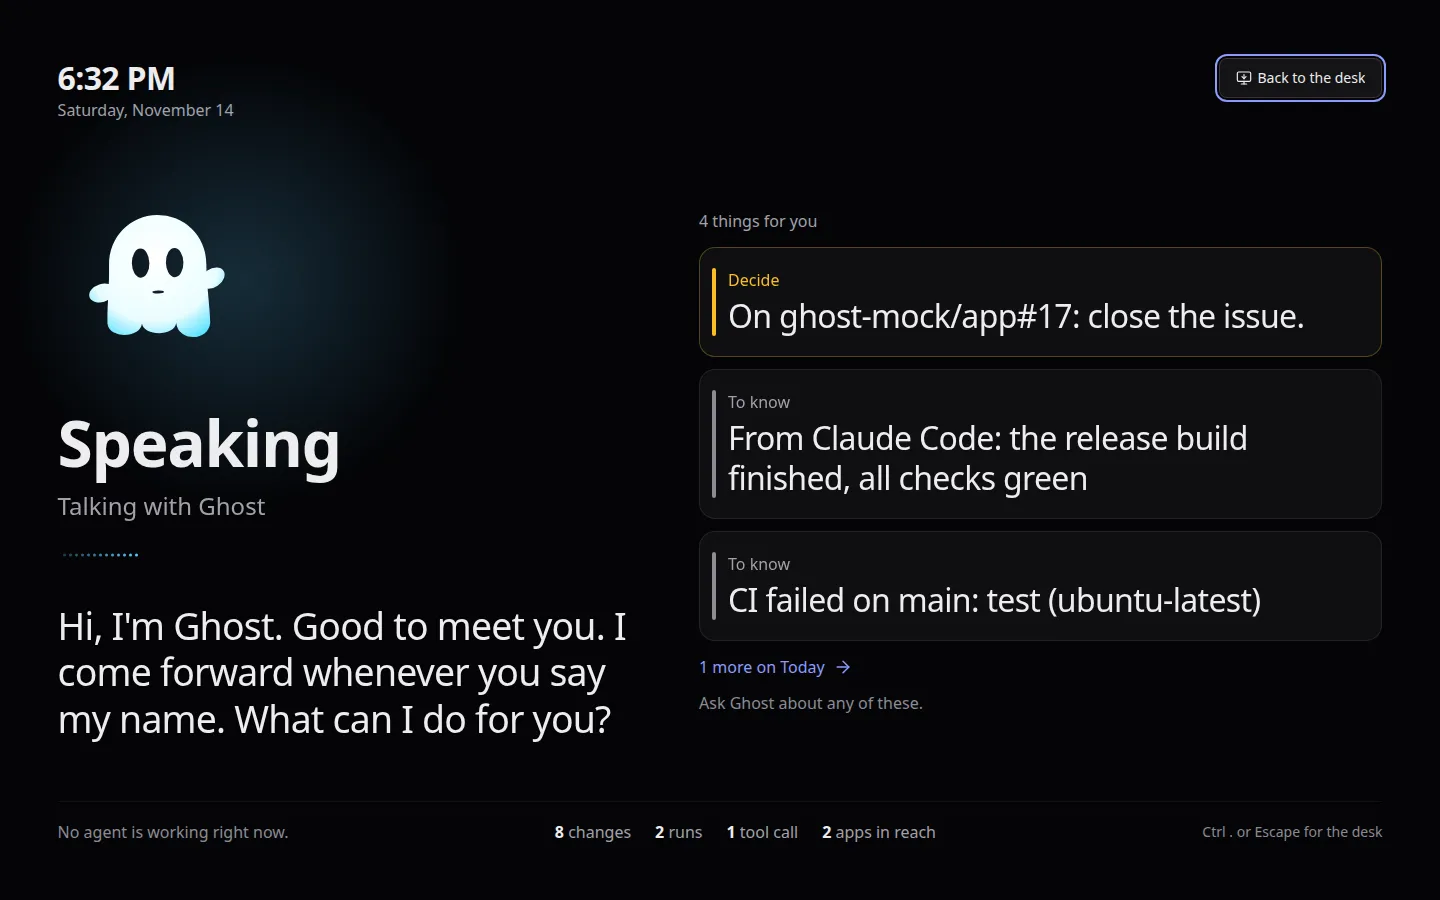 6:32 PM
Saturday, November 14
Back to the desk
Speaking
Talking with Ghost
Hi, I'm Ghost. Good to meet you. I
come forward whenever you say
my name. What can I do for you?
4 things for you
Decide
On ghost-mock/app#17: close the issue.
To know
From Claude Code: the release build
finished, all checks green
To know
CI failed on main: test (ubuntu-latest)
1 more on Today →
Ask Ghost about any of these.
No agent is working right now.
8 changes 2 runs 1 tool call 2 apps in reach
Ctrl . or Escape for the desk